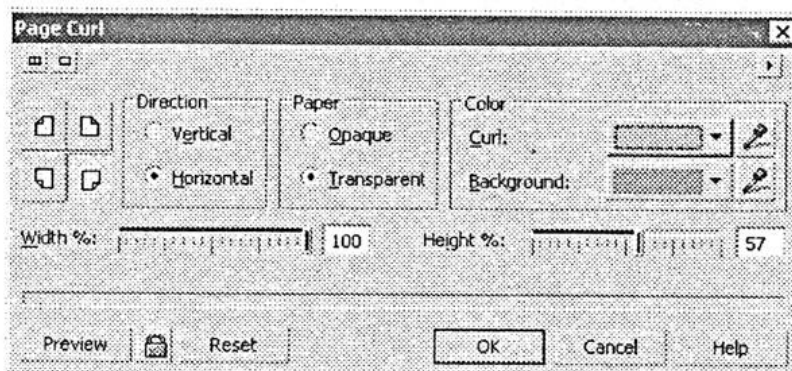 Page Curl
Direction
Vertical
Horizontal
Paper
Opaque
Transparent
Color
Curl:
Background:
Width %: 100
Height %: 57
Preview Reset OK Cancel Help